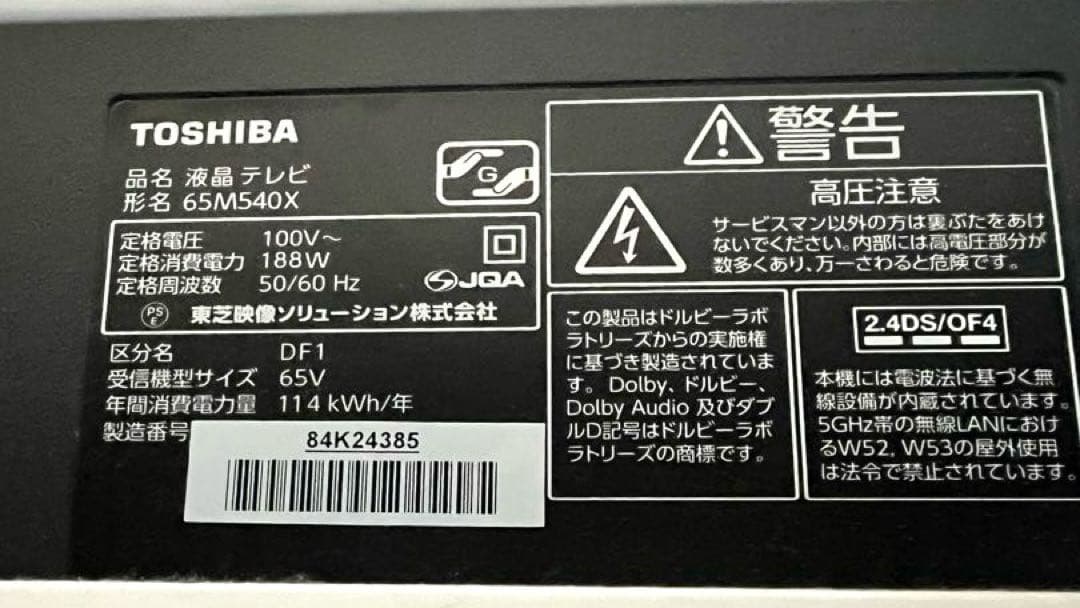 TOSHIBA
品名 液晶テレビ
形名 65M540X
G
定格電圧 100V～
定格消費電力 188W
定格周波数 50/60 Hz
JQA
PS
E
東芝映像ソリューション株式会社
区分名 DF1
受信機型サイズ 65V
年間消費電力量 114 kWh/年
製造番号
84K24385
警告
高圧注意
サービスマン以外の方は裏ぶたをあけ
ないでください。内部には高電圧部分が
数多くあり、万一さわると危険です。
この製品はドルビーラボ
ラトリーズからの実施権
に基づき製造されていま
す。Dolby、ドルビー、
Dolby Audio 及びダブ
ルD記号はドルビーラボ
ラトリーズの商標です。
2.4DS/OF4
本機には電波法に基づく無
線設備が内蔵されています。
5GHz帯の無線LANにおけ
るW52, W53の屋外使用
は法令で禁止されています。